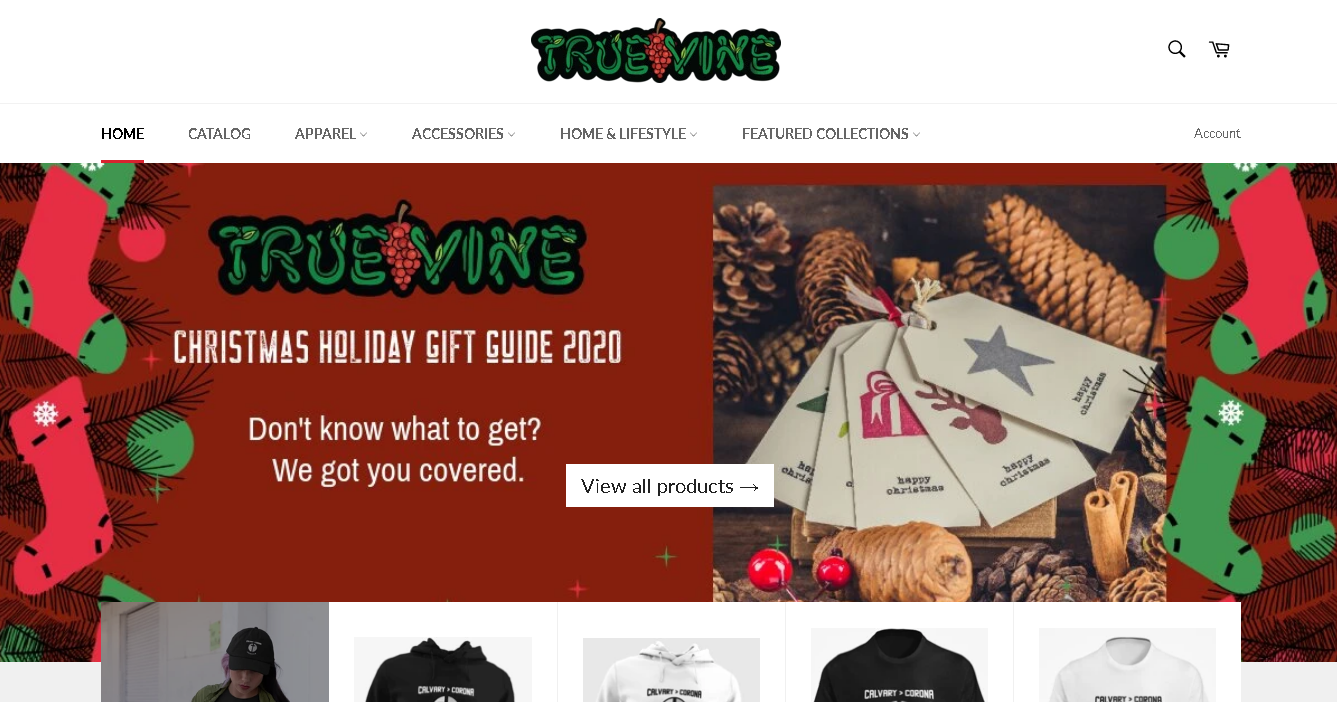 TRUE VINE
HOME
CATALOG
APPAREL
ACCESSORIES
HOME & LIFESTYLE
FEATURED COLLECTIONS
Account
TRUE VINE
CHRISTMAS HOLIDAY GIFT GUIDE 2020
Don't know what to get?
We got you covered.
View all products →
happy
christmas
happy
christmas
happy
christmas
happy
chris
CALVARY > CORONA
CALVARY > CORONA
CALVARY > CORONA
CALVARY > CORONA